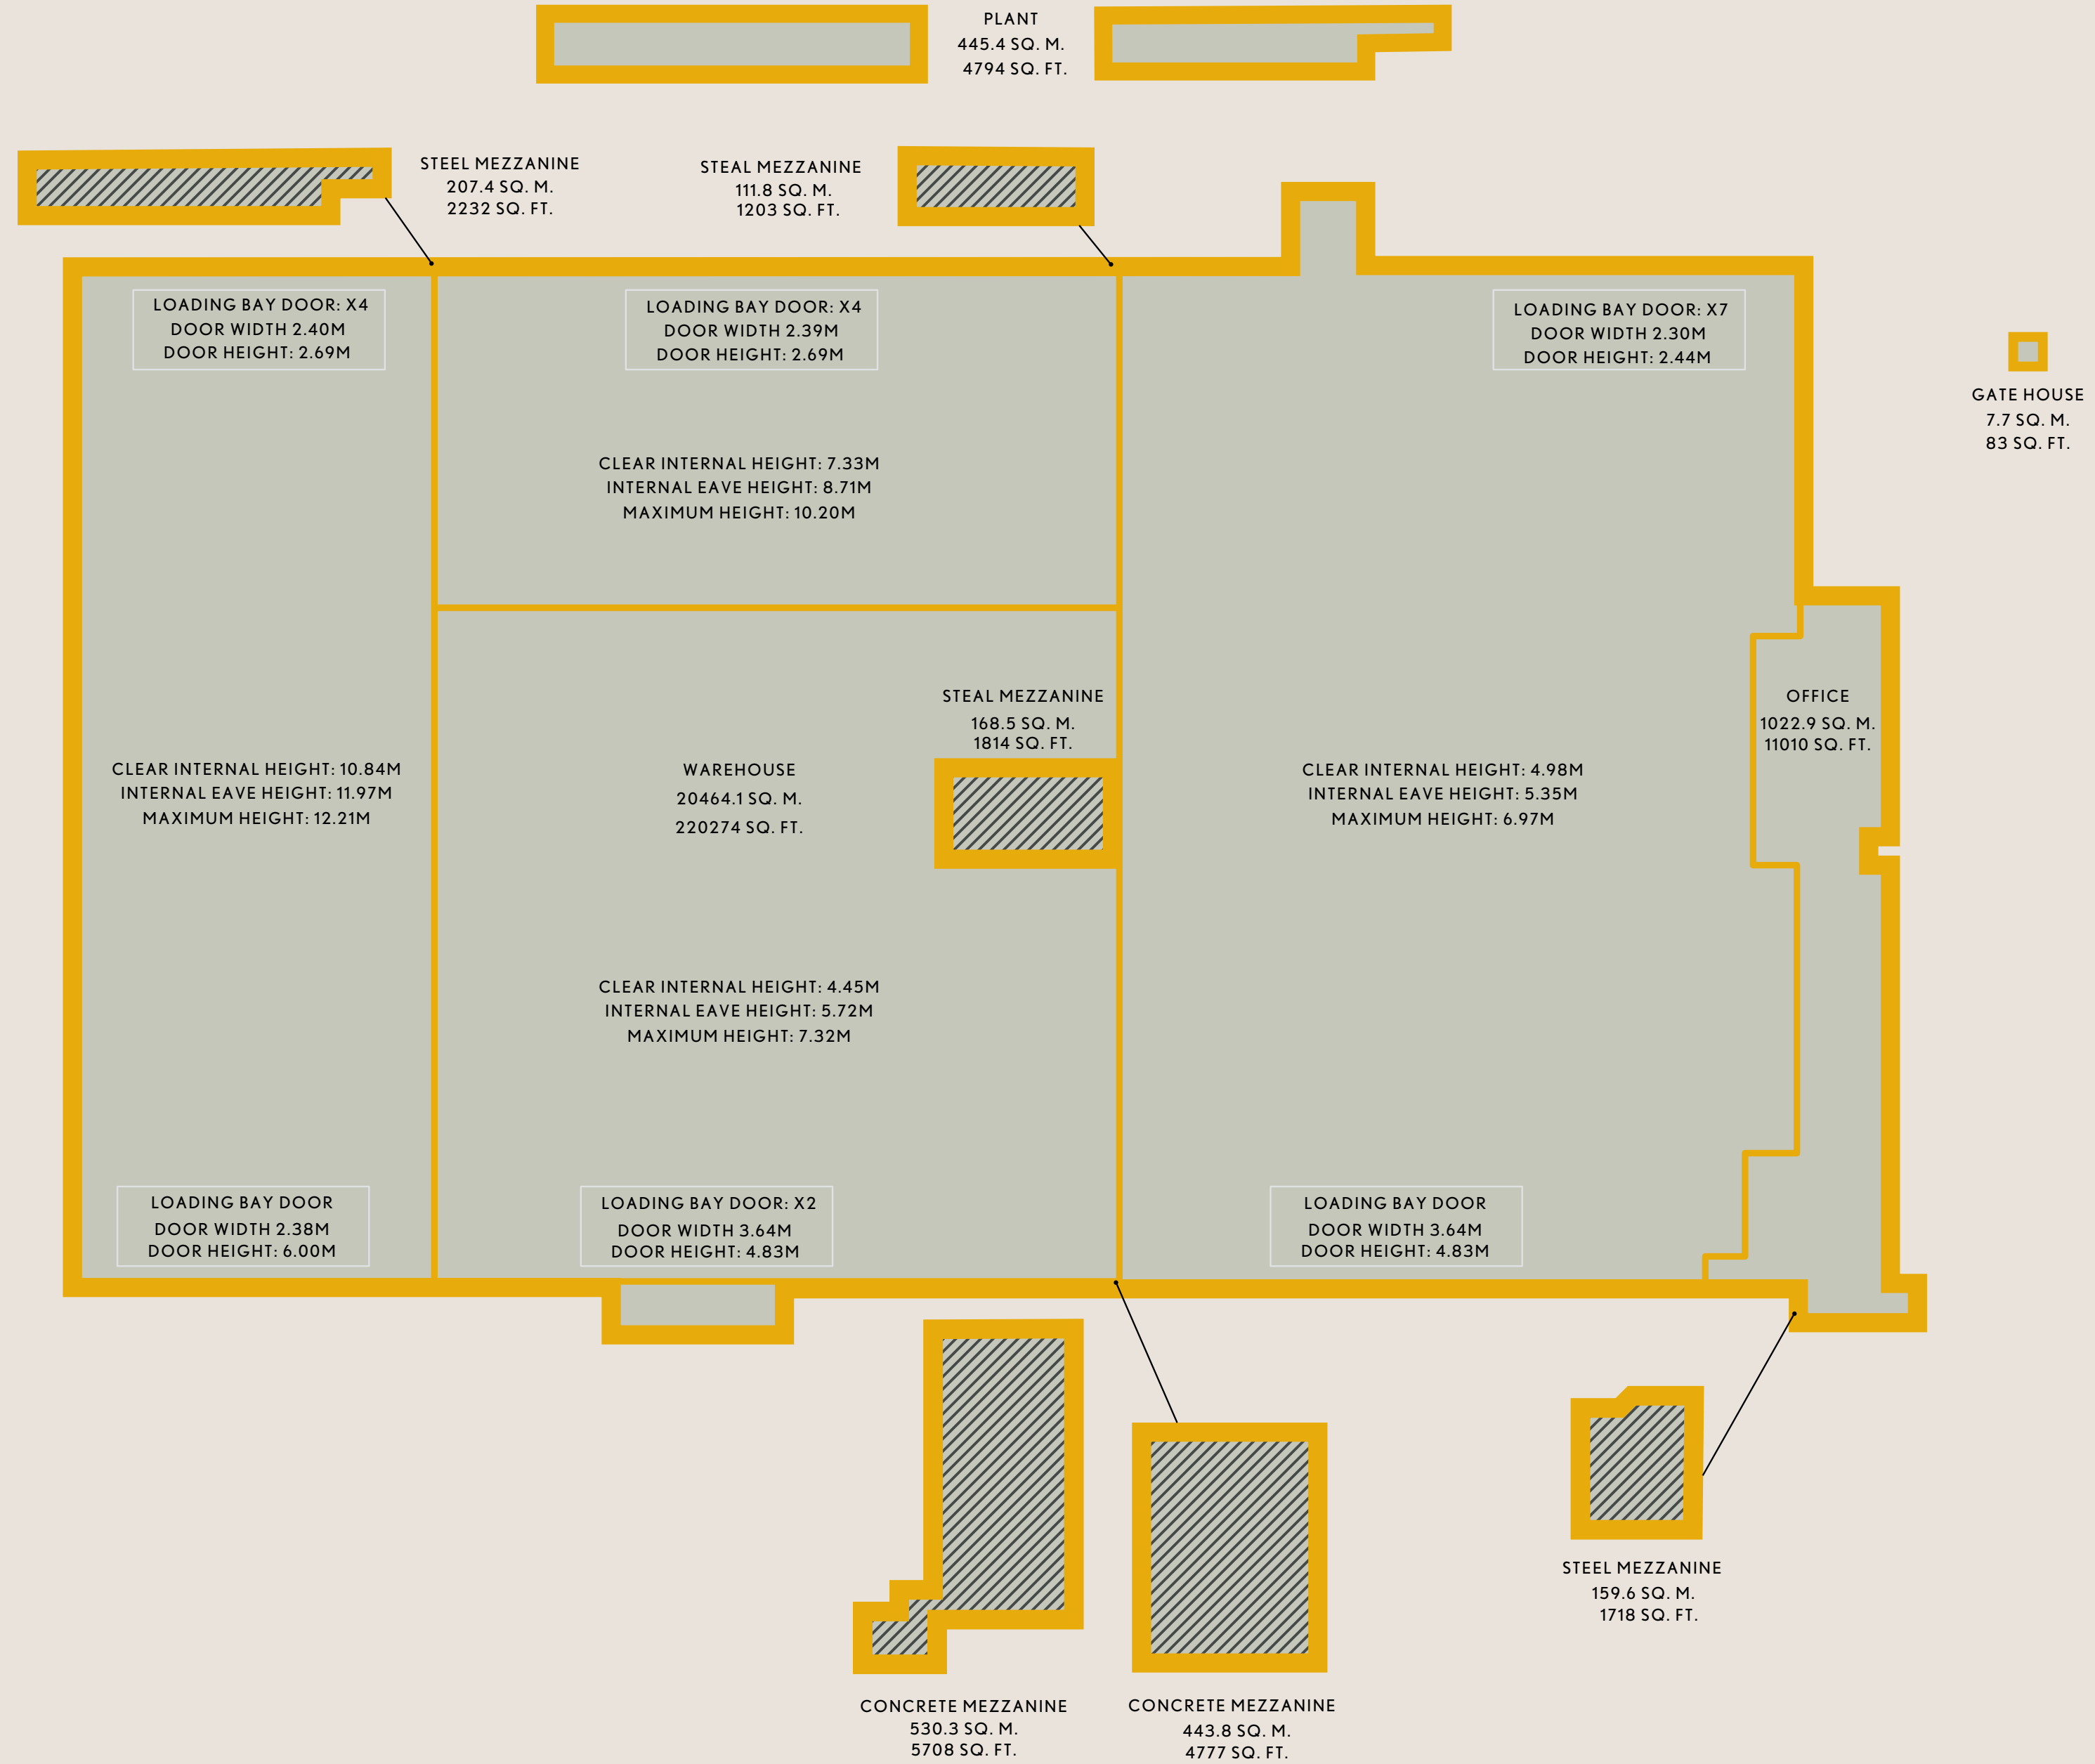 PLANT
445.4 SQ. M.
4794 SQ. FT.
STEEL MEZZANINE
207.4 SQ. M.
2232 SQ. FT.
STEAL MEZZANINE
111.8 SQ. M.
1203 SQ. FT.
LOADING BAY DOOR: X4
DOOR WIDTH 2.40M
DOOR HEIGHT: 2.69M
LOADING BAY DOOR: X4
DOOR WIDTH 2.39M
DOOR HEIGHT: 2.69M
LOADING BAY DOOR: X7
DOOR WIDTH 2.30M
DOOR HEIGHT: 2.44M
GATE HOUSE
7.7 SQ. M.
83 SQ. FT.
CLEAR INTERNAL HEIGHT: 7.33M
INTERNAL EAVE HEIGHT: 8.71M
MAXIMUM HEIGHT: 10.20M
STEAL MEZZANINE
168.5 SQ. M.
1814 SQ. FT.
OFFICE
1022.9 SQ. M.
11010 SQ. FT.
CLEAR INTERNAL HEIGHT: 10.84M
INTERNAL EAVE HEIGHT: 11.97M
MAXIMUM HEIGHT: 12.21M
WAREHOUSE
20464.1 SQ. M.
220274 SQ. FT.
CLEAR INTERNAL HEIGHT: 4.98M
INTERNAL EAVE HEIGHT: 5.35M
MAXIMUM HEIGHT: 6.97M
CLEAR INTERNAL HEIGHT: 4.45M
INTERNAL EAVE HEIGHT: 5.72M
MAXIMUM HEIGHT: 7.32M
LOADING BAY DOOR
DOOR WIDTH 2.38M
DOOR HEIGHT: 6.00M
LOADING BAY DOOR: X2
DOOR WIDTH 3.64M
DOOR HEIGHT: 4.83M
LOADING BAY DOOR
DOOR WIDTH 3.64M
DOOR HEIGHT: 4.83M
STEEL MEZZANINE
159.6 SQ. M.
1718 SQ. FT.
CONCRETE MEZZANINE
530.3 SQ. M.
5708 SQ. FT.
CONCRETE MEZZANINE
443.8 SQ. M.
4777 SQ. FT.